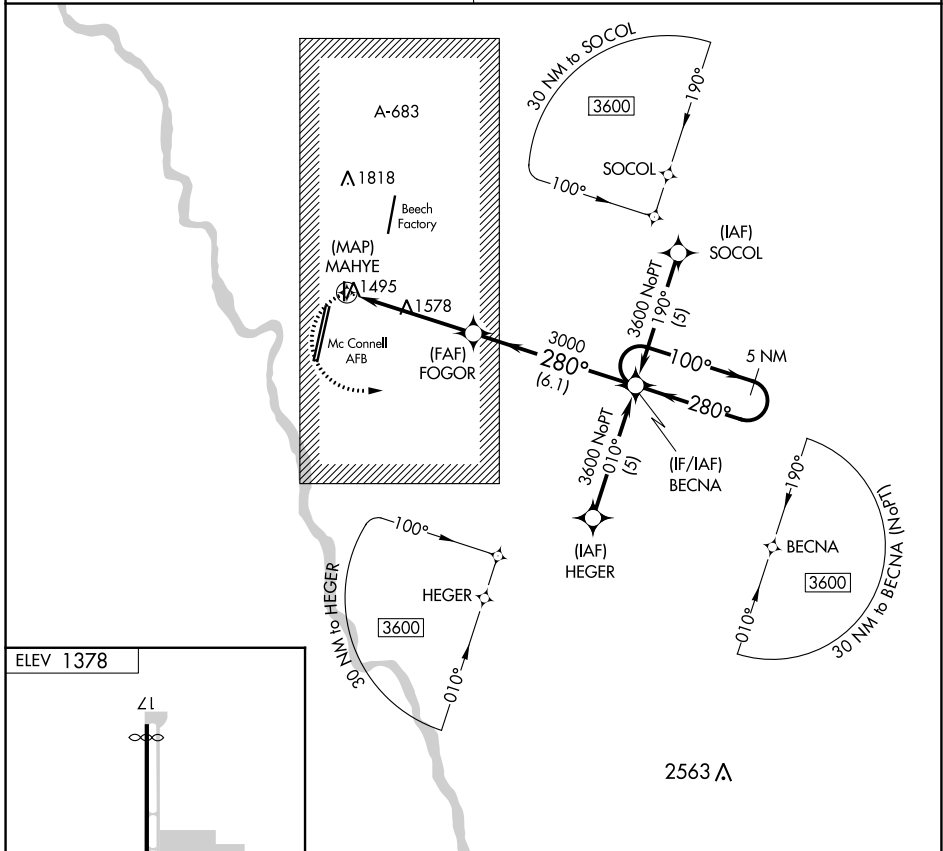 30 NM to SOCOL
3600
190°
SOCOL
100°
A-683
1818
Beech
Factory
(MAP)
MAHYE
1495
1578
Mc Connell
AFB
(FAF)
FOGOR
3000
280°
(6.1)
(IAF)
SOCOL
3600 NoPT
190°
(5)
100°
5 NM
280°
3600 NoPT
010°
(5)
(IF/IAF)
BECNA
(IAF)
HEGER
190°
BECNA
3600
010°
30 NM to BECNA (NoPT)
100°
HEGER
3600
010°
30 NM to HEGER
2563
ELEV 1378
17